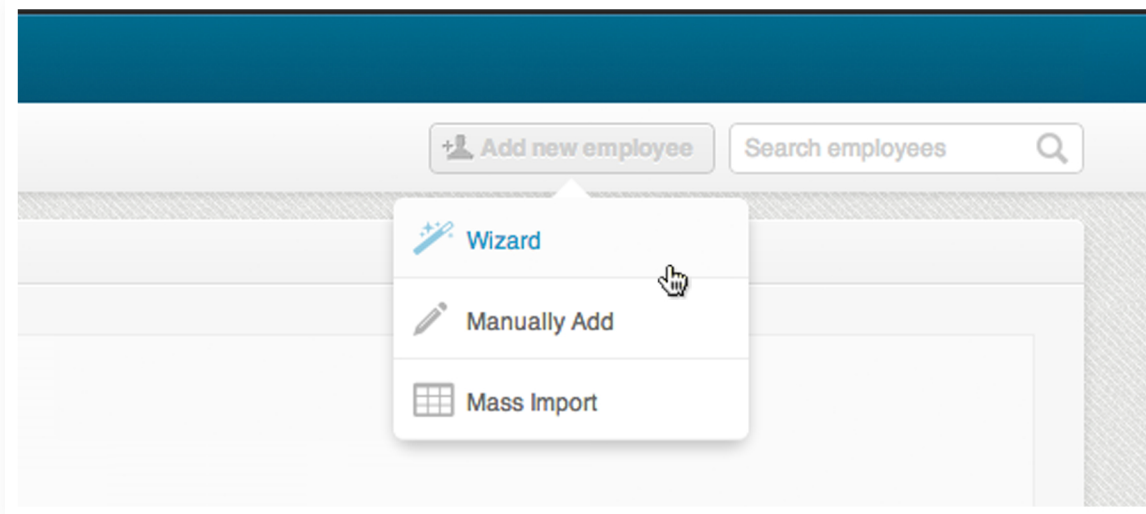 Add new employee
Search employees
Wizard
Manually Add
Mass Import